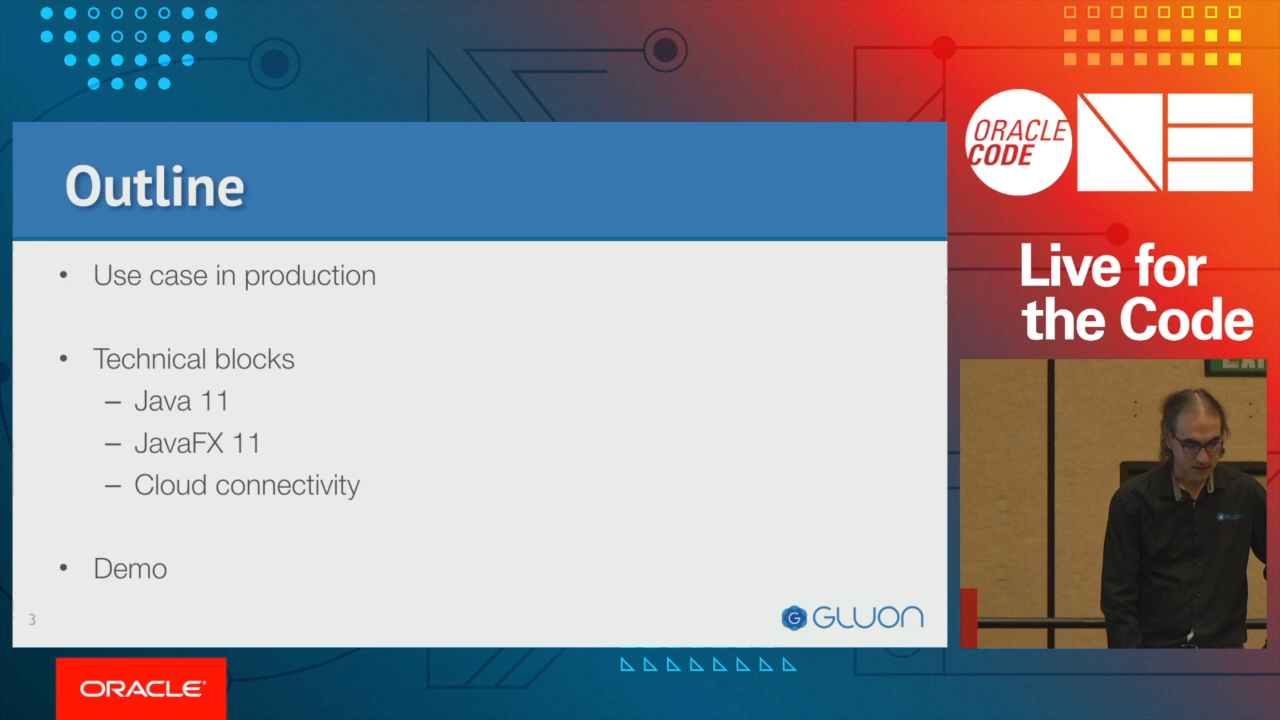 ORACLE
CODE
ONE
Live for
the Code
Outline
• Use case in production
• Technical blocks
– Java 11
– JavaFX 11
– Cloud connectivity
• Demo
3
G GLUON
ORACLE®